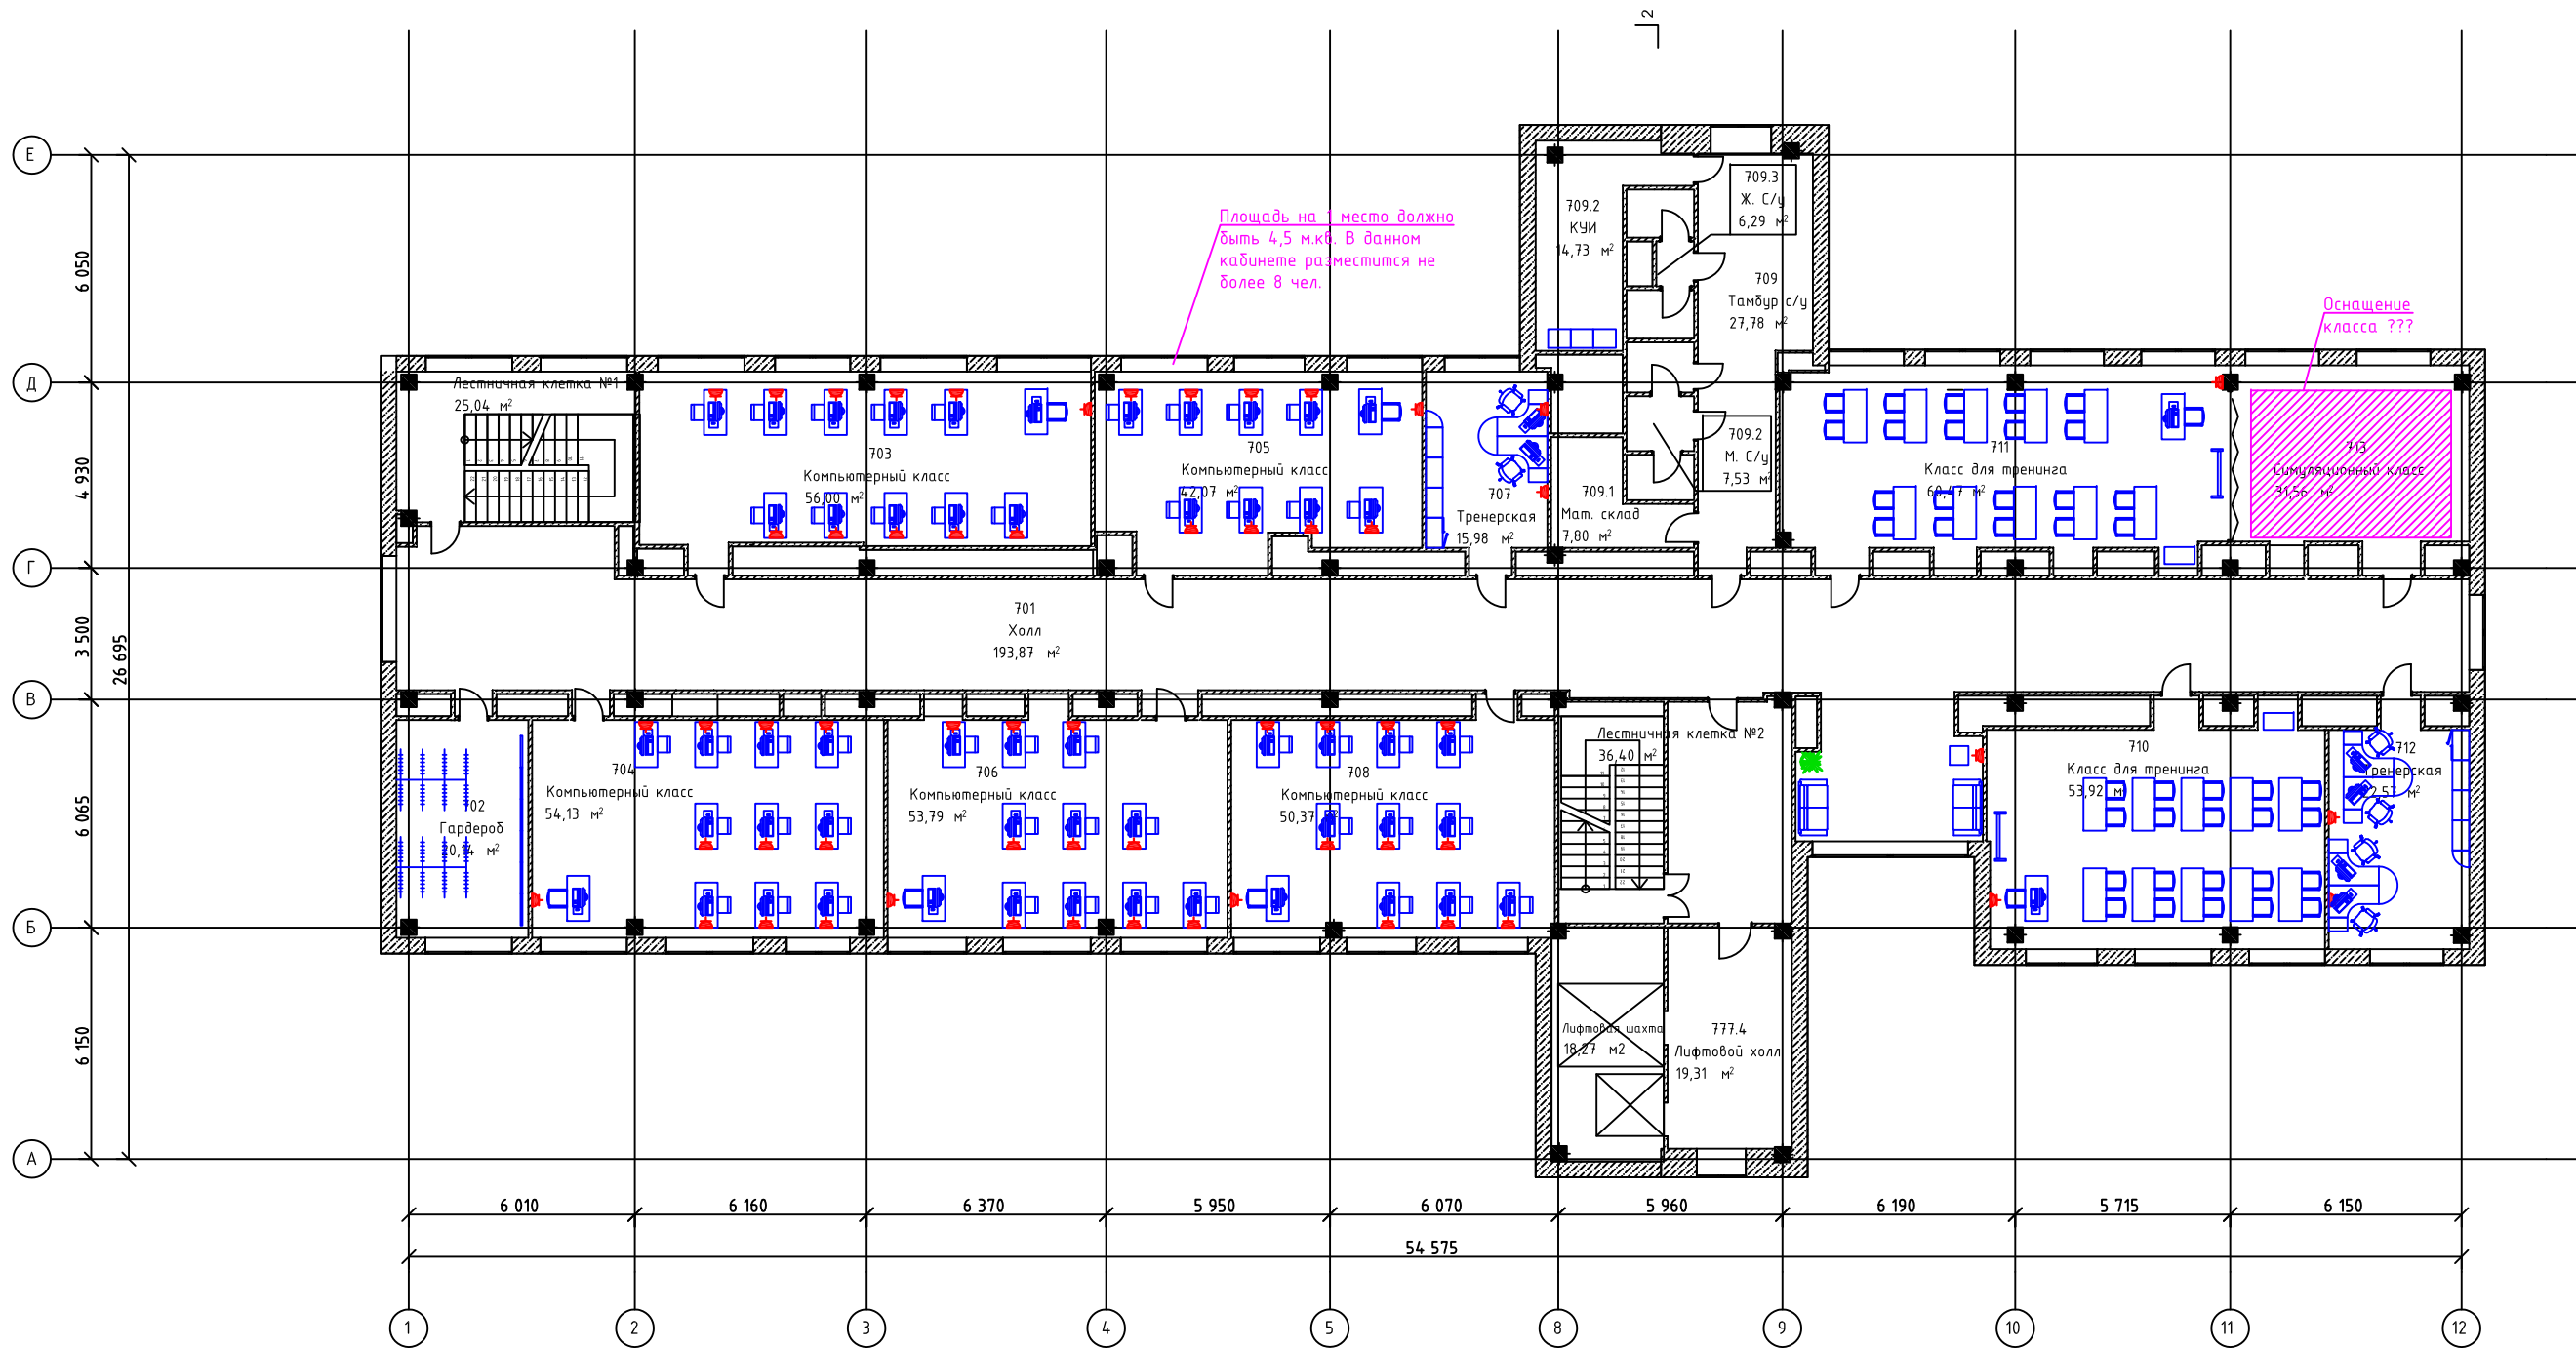 2
Е
Д
Г
В
Б
А
6 050
4 930
3 500
6 065
6 150
26 695
Площадь на 1 место должно
быть 4,5 м.кв. В данном
кабинете разместится не
более 8 чел.
Оснащение
класса ???
709.2
КУИ
14,73 м²
709.3
Ж. С/у
6,29 м²
709
Тамбур с/у
27,78 м²
Лестничная клетка №1
25,04 м²
703
Компьютерный класс
56,00 м²
705
Компьютерный класс
42,07 м²
707
Тренерская
15,98 м²
709.1
Мат. склад
7,80 м²
709.2
М. С/у
7,53 м²
711
Класс для тренинга
60,47 м²
713
Симуляционный класс
31,56 м²
701
Холл
193,87 м²
702
Гардероб
20,14 м²
704
Компьютерный класс
54,13 м²
706
Компьютерный класс
53,79 м²
708
Компьютерный класс
50,37
Лестничная клетка №2
36,40 м²
710
Класс для тренинга
53,92 м²
712
Тренерская
м²
Лифтовая шахта
18,27 м2
777.4
Лифтовой холл
19,31 м²
6 010
6 160
6 370
5 950
6 070
5 960
6 190
5 715
6 150
54 575
1
2
3
4
5
8
9
10
11
12